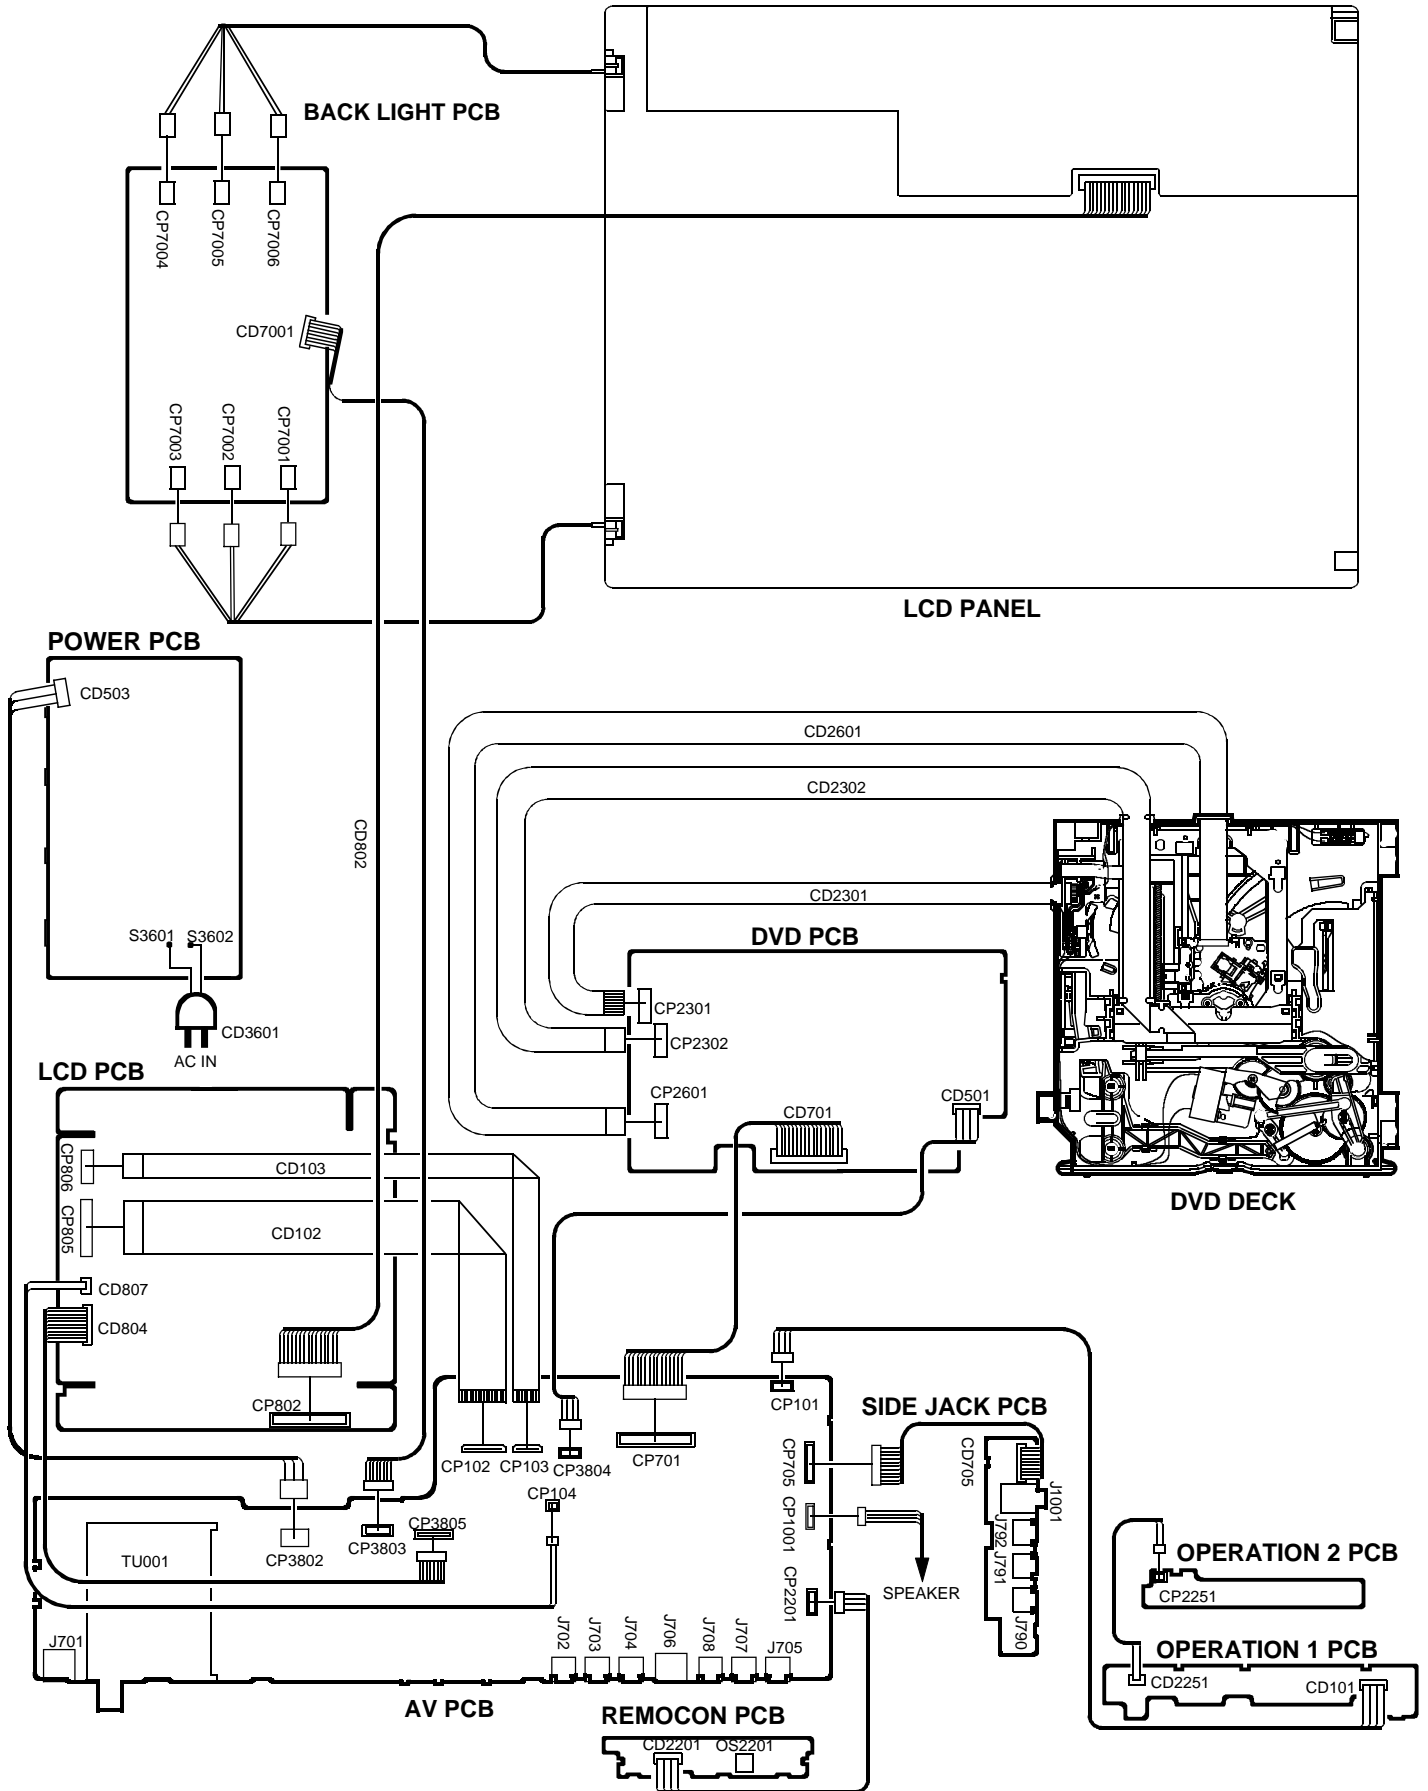 BACK LIGHT PCB
CP7004
CP7005
CP7006
CD7001
CP7003
CP7002
CP7001
LCD PANEL
POWER PCB
CD503
CD2601
CD2302
CD802
CD2301
S3601
S3602
DVD PCB
CP2301
CD3601
CP2302
AC IN
LCD PCB
CP2601
CD501
CD701
CP806
CD103
DVD DECK
CP805
CD102
CD807
CD804
CP802
CP101
SIDE JACK PCB
CP102
CP103
CP3804
CP701
CP705
CD705
CP104
CP1001
J1001
CP3802
CP3803
CP3805
TU001
J792
J791
OPERATION 2 PCB
SPEAKER
CP2201
CP2251
J701
J702
J703
J704
J706
J708
J707
J705
J790
OPERATION 1 PCB
CD2251
CD101
AV PCB
REMOCON PCB
CD2201
OS2201